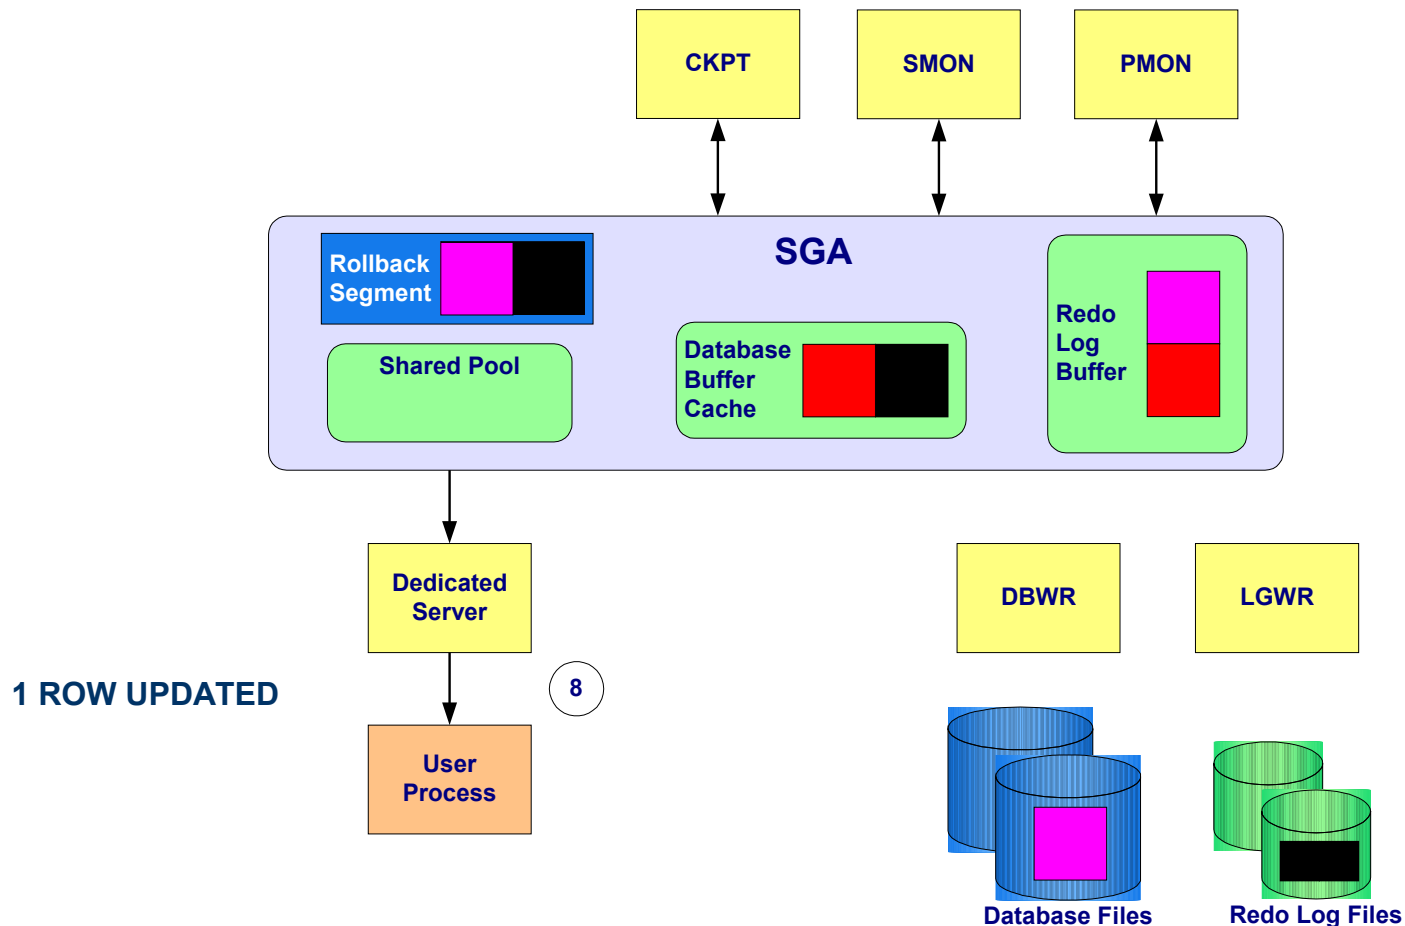 CKPT
SMON
PMON
SGA
Rollback
Segment
Shared Pool
Database
Buffer
Cache
Redo
Log
Buffer
Dedicated
Server
DBWR
LGWR
1 ROW UPDATED
8
User
Process
Database Files
Redo Log Files